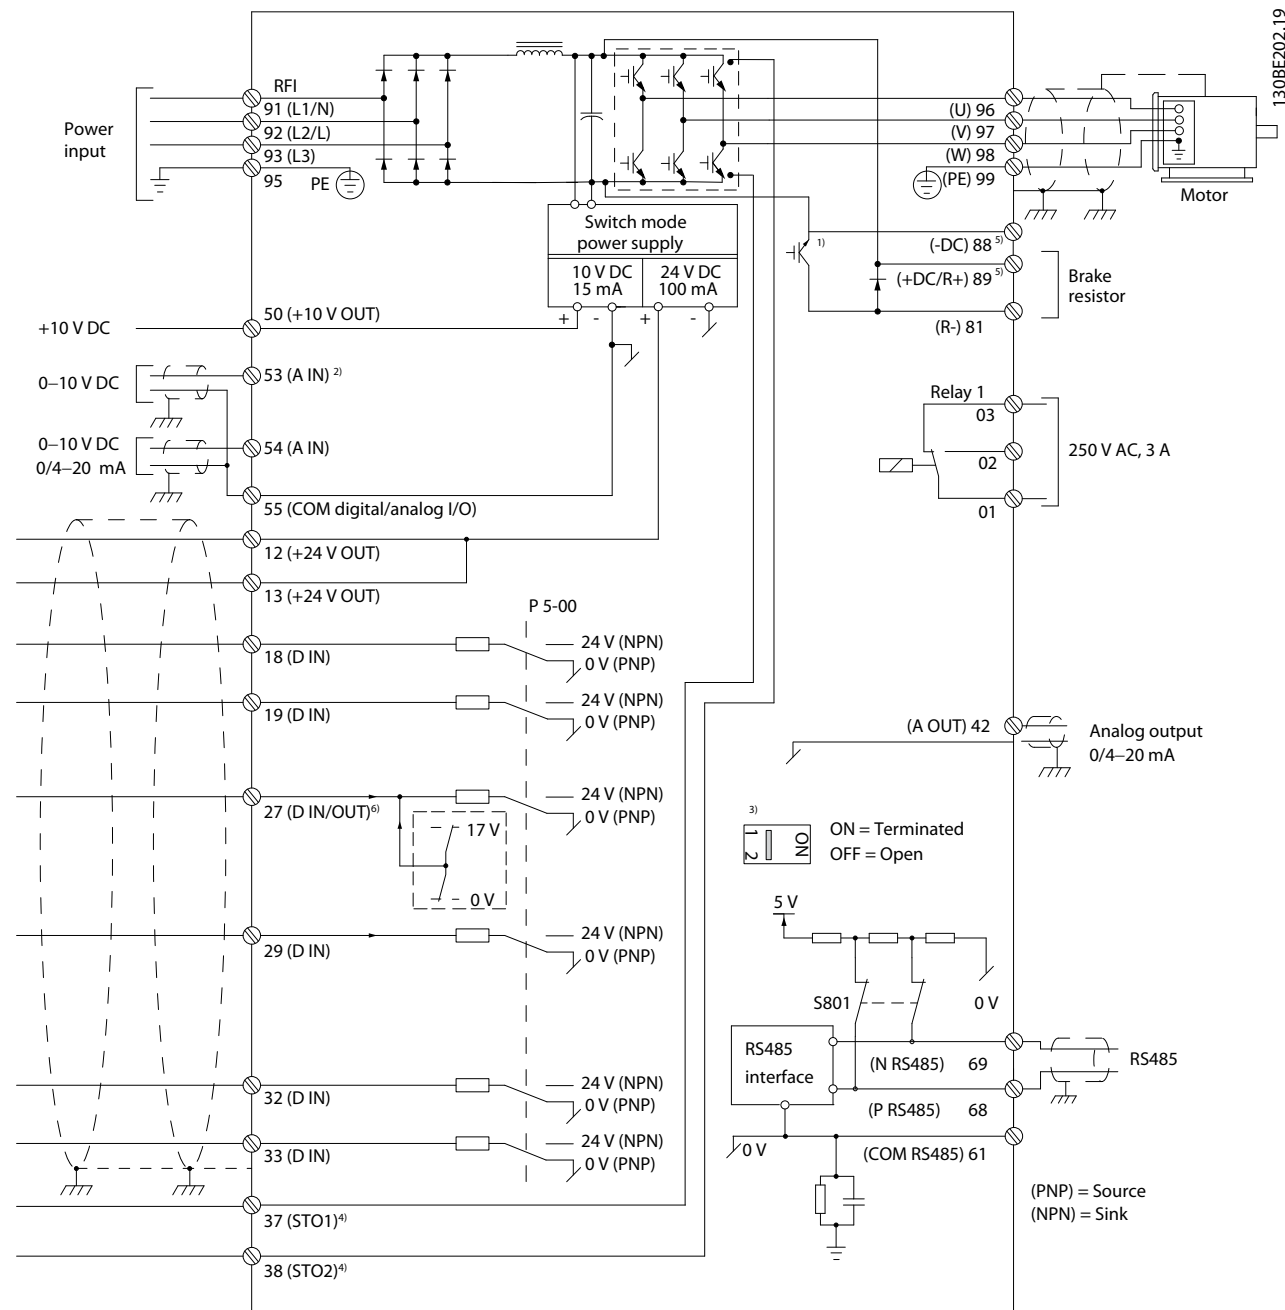 130BE202.19
Power
input
RFI
91 (L1/N)
92 (L2/L)
93 (L3)
95
PE
(U) 96
(V) 97
(W) 98
(PE) 99
Motor
Switch mode
power supply
10 V DC
15 mA
24 V DC
100 mA
+ - + -
1)
(-DC) 88 5)
(+DC/R+) 89 5)
(R-) 81
Brake
resistor
+10 V DC
50 (+10 V OUT)
0–10 V DC
53 (A IN) 2)
0–10 V DC
0/4–20 mA
54 (A IN)
55 (COM digital/analog I/O)
Relay 1
03
02
01
250 V AC, 3 A
12 (+24 V OUT)
13 (+24 V OUT)
P 5-00
18 (D IN)
24 V (NPN)
0 V (PNP)
19 (D IN)
24 V (NPN)
0 V (PNP)
27 (D IN/OUT)6)
24 V (NPN)
0 V (PNP)
17 V
0 V
29 (D IN)
24 V (NPN)
0 V (PNP)
32 (D IN)
24 V (NPN)
0 V (PNP)
33 (D IN)
24 V (NPN)
0 V (PNP)
37 (STO1)4)
38 (STO2)4)
(A OUT) 42
Analog output
0/4–20 mA
3)
1 2
ON
ON = Terminated
OFF = Open
5 V
S801
0 V
RS485
interface
(N RS485) 69
RS485
(P RS485) 68
0 V
(COM RS485) 61
(PNP) = Source
(NPN) = Sink